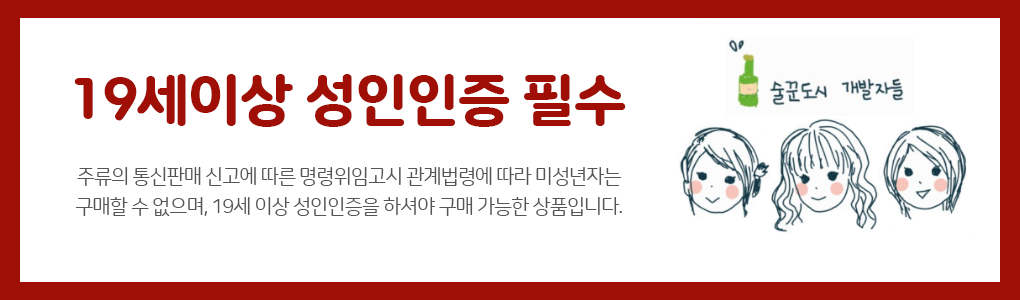 19세이상 성인인증 필수
술꾼도시 개발자들
주류의 통신판매 신고에 따른 명령위임고시 관계법령에 따라 미성년자는
구매할 수 없으며, 19세 이상 성인인증을 하셔야 구매 가능한 상품입니다.